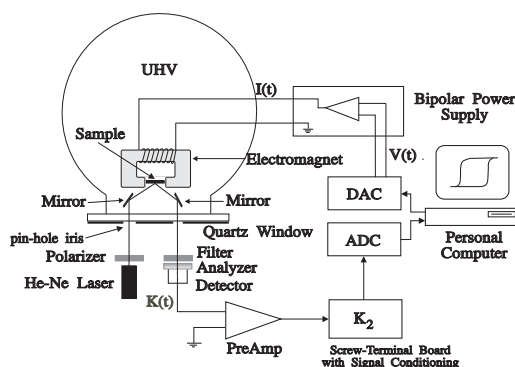 UHV
I(t)
Bipolar Power
Supply
Sample
Electromagnet
V(t)
Mirror
Mirror
DAC
pin-hole iris
Quartz Window
ADC
Personal
Computer
Polarizer
Filter
Analyzer
He-Ne Laser
Detector
K(t)
K2
PreAmp
Screw-Terminal Board
with Signal Conditioning